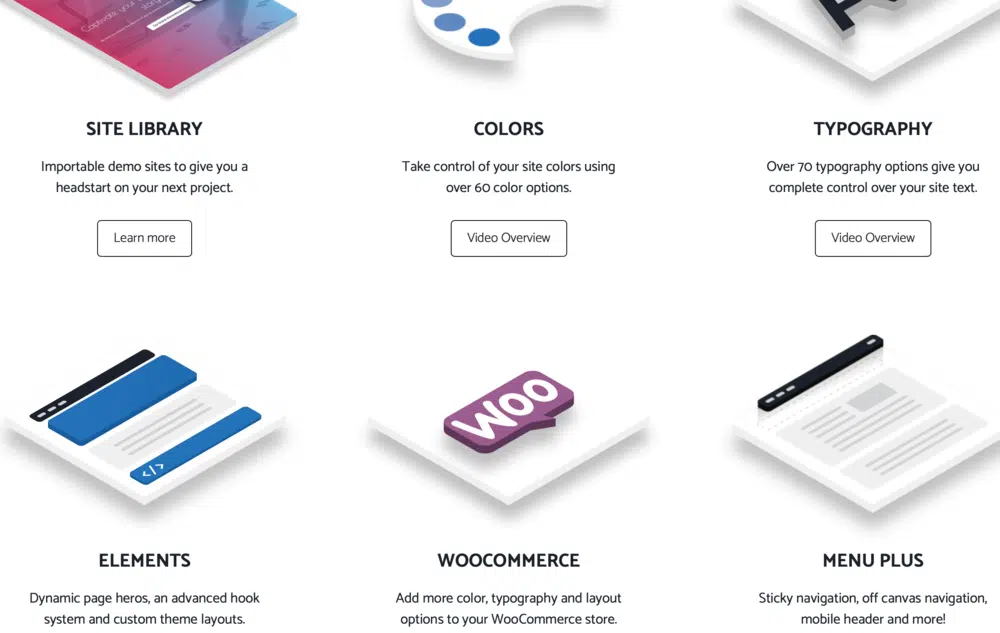 Captivate, your
SITE LIBRARY
Importable demo sites to give you a
headstart on your next project.
Learn more
COLORS
Take control of your site colors using
over 60 color options.
Video Overview
TYPOGRAPHY
Over 70 typography options give you
complete control over your site text.
Video Overview
</>
ELEMENTS
Dynamic page heros, an advanced hook
system and custom theme layouts.
WOO
WOOCOMMERCE
Add more color, typography and layout
options to your WooCommerce store.
MENU PLUS
Sticky navigation, off canvas navigation,
mobile header and more!